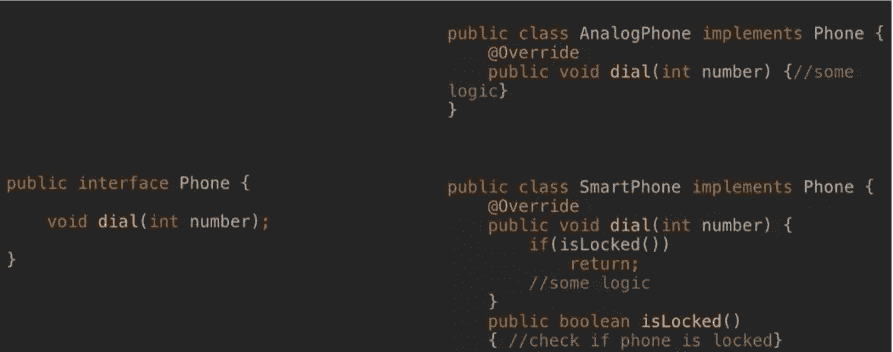 public interface Phone {
void dial(int number);
}
public class AnalogPhone implements Phone {
@Override
public void dial(int number) {//some
logic}
}
public class SmartPhone implements Phone {
@Override
public void dial(int number) {
if(isLocked())
return;
//some logic
}
public boolean isLocked()
{ //check if phone is locked}